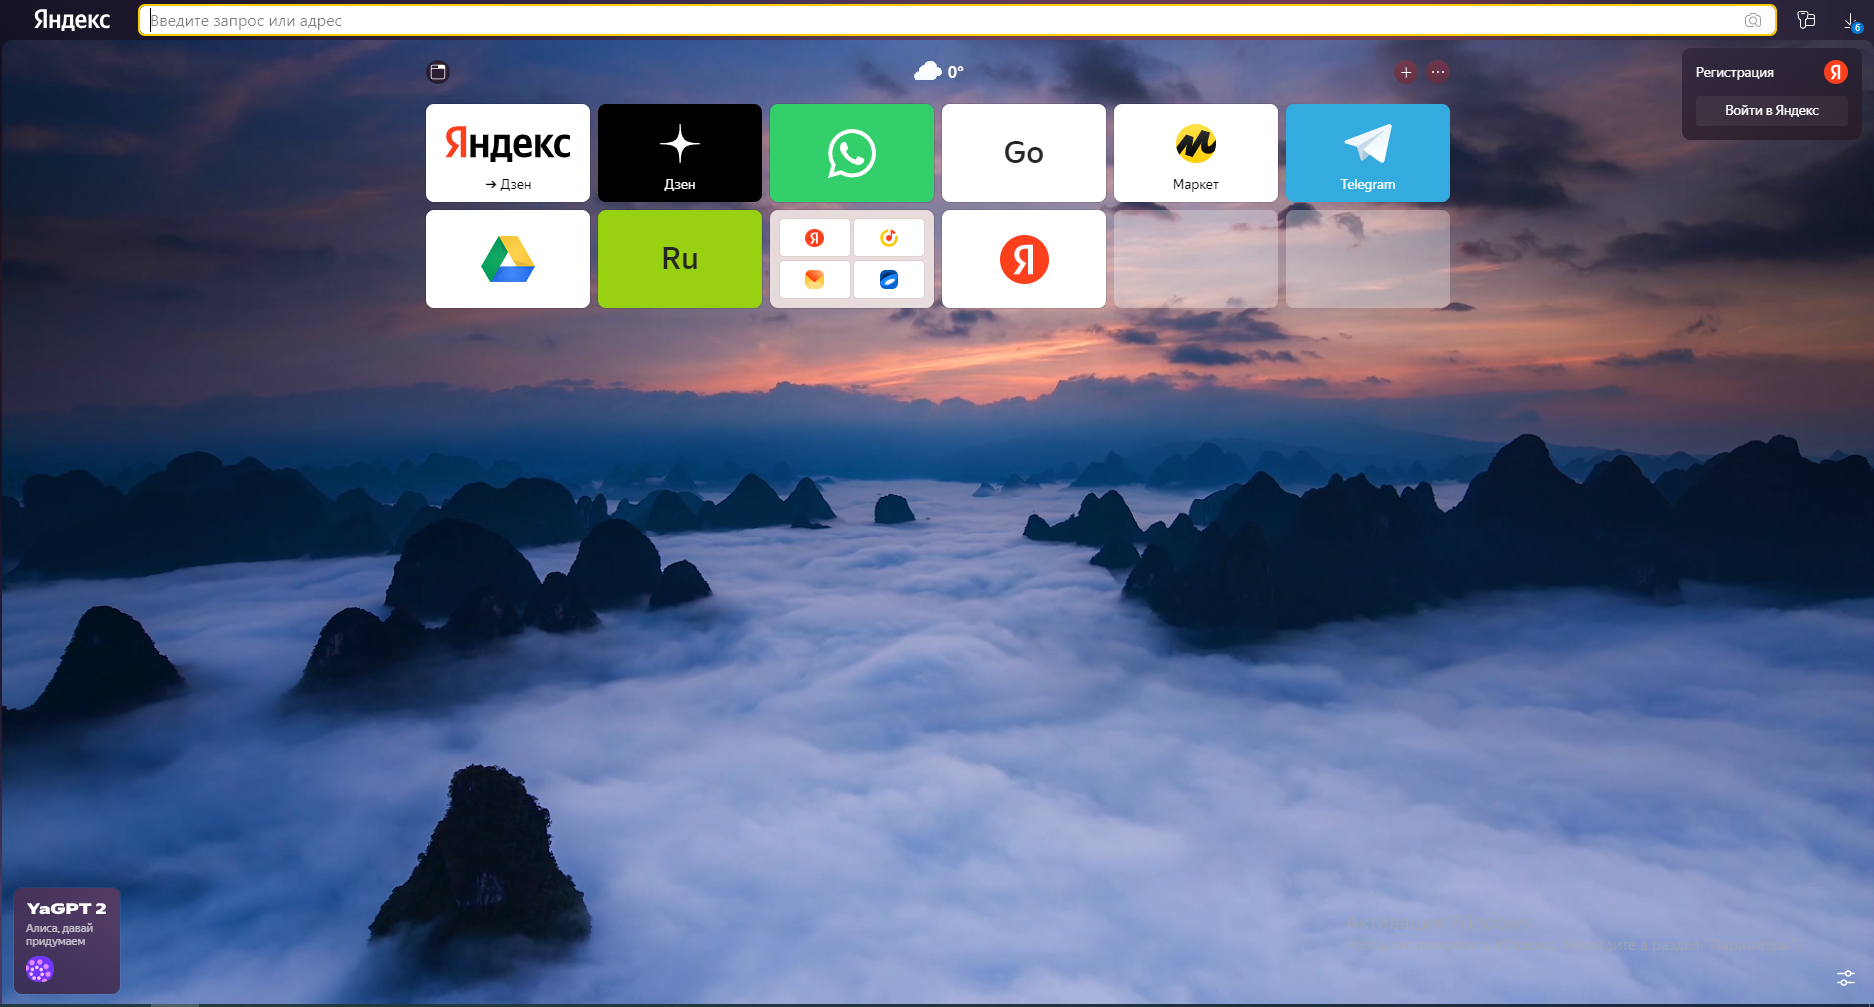 Яндекс
Введите запрос или адрес
6
0°
Регистрация
Я
Войти в Яндекс
Яндекс
➔ Дзен
Дзен
Go
Маркет
Telegram
Ru
Я
Я
YaGPT 2
Алиса, давай
придумаем